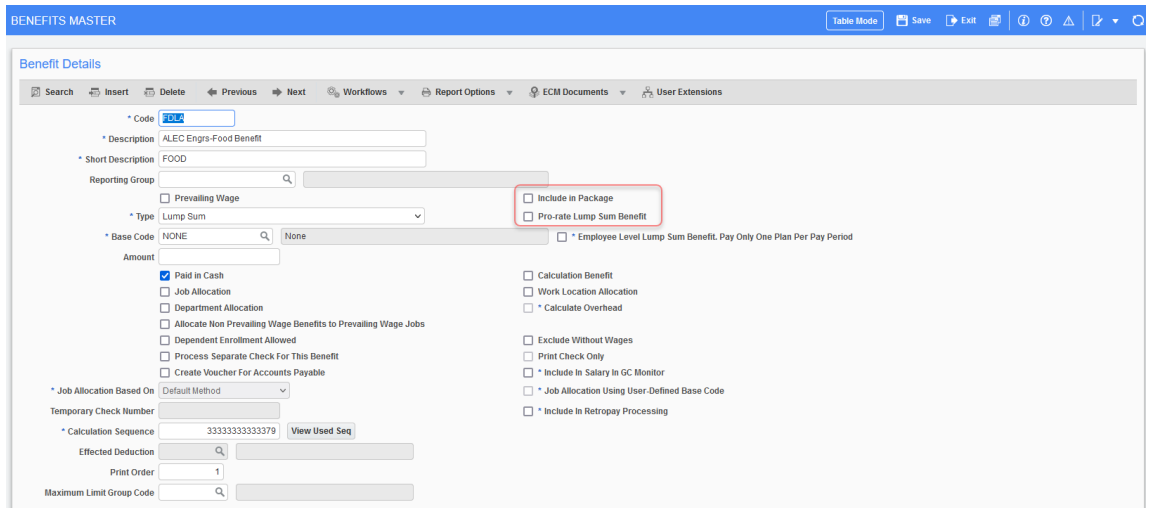 BENEFITS MASTER Table Mode Save Exit
Benefit Details
Search Insert Delete Previous Next Workflows Report Options ECM Documents User Extensions
* Code FDLA
* Description ALEC Engrs-Food Benefit
* Short Description FOOD
Reporting Group
Prevailing Wage Include in Package
* Type Lump Sum Pro-rate Lump Sum Benefit
* Base Code NONE None * Employee Level Lump Sum Benefit. Pay Only One Plan Per Pay Period
Amount
Paid in Cash Calculation Benefit
Job Allocation Work Location Allocation
Department Allocation * Calculate Overhead
Allocate Non Prevailing Wage Benefits to Prevailing Wage Jobs
Dependent Enrollment Allowed Exclude Without Wages
Process Separate Check For This Benefit Print Check Only
Create Voucher For Accounts Payable * Include In Salary In GC Monitor
* Job Allocation Based On Default Method * Job Allocation Using User-Defined Base Code
Temporary Check Number * Include In Retropay Processing
* Calculation Sequence 33333333333379 View Used Seq
Effected Deduction
Print Order 1
Maximum Limit Group Code